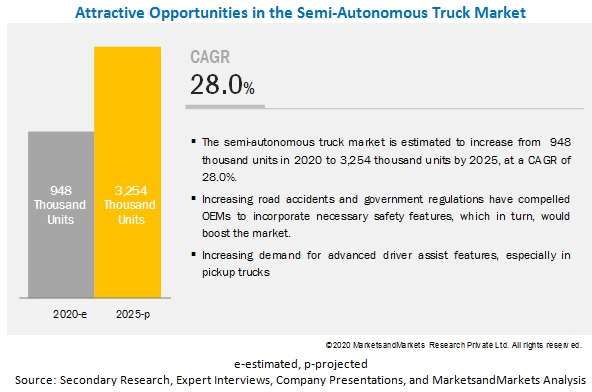 Attractive Opportunities in the Semi-Autonomous Truck Market
CAGR
28.0%
948
Thousand
Units
3,254
Thousand
Units
2020-e
2025-p
▪ The semi-autonomous truck market is estimated to increase from 948
thousand units in 2020 to 3,254 thousand units by 2025, at a CAGR of
28.0%.
▪ Increasing road accidents and government regulations have compelled
OEMs to incorporate necessary safety features, which in turn, would
boost the market.
▪ Increasing demand for advanced driver assist features, especially in
pickup trucks
©2020 MarketsandMarkets Research Private Ltd. All rights reserved.
e-estimated, p-projected
Source: Secondary Research, Expert Interviews, Company Presentations, and MarketsandMarkets Analysis